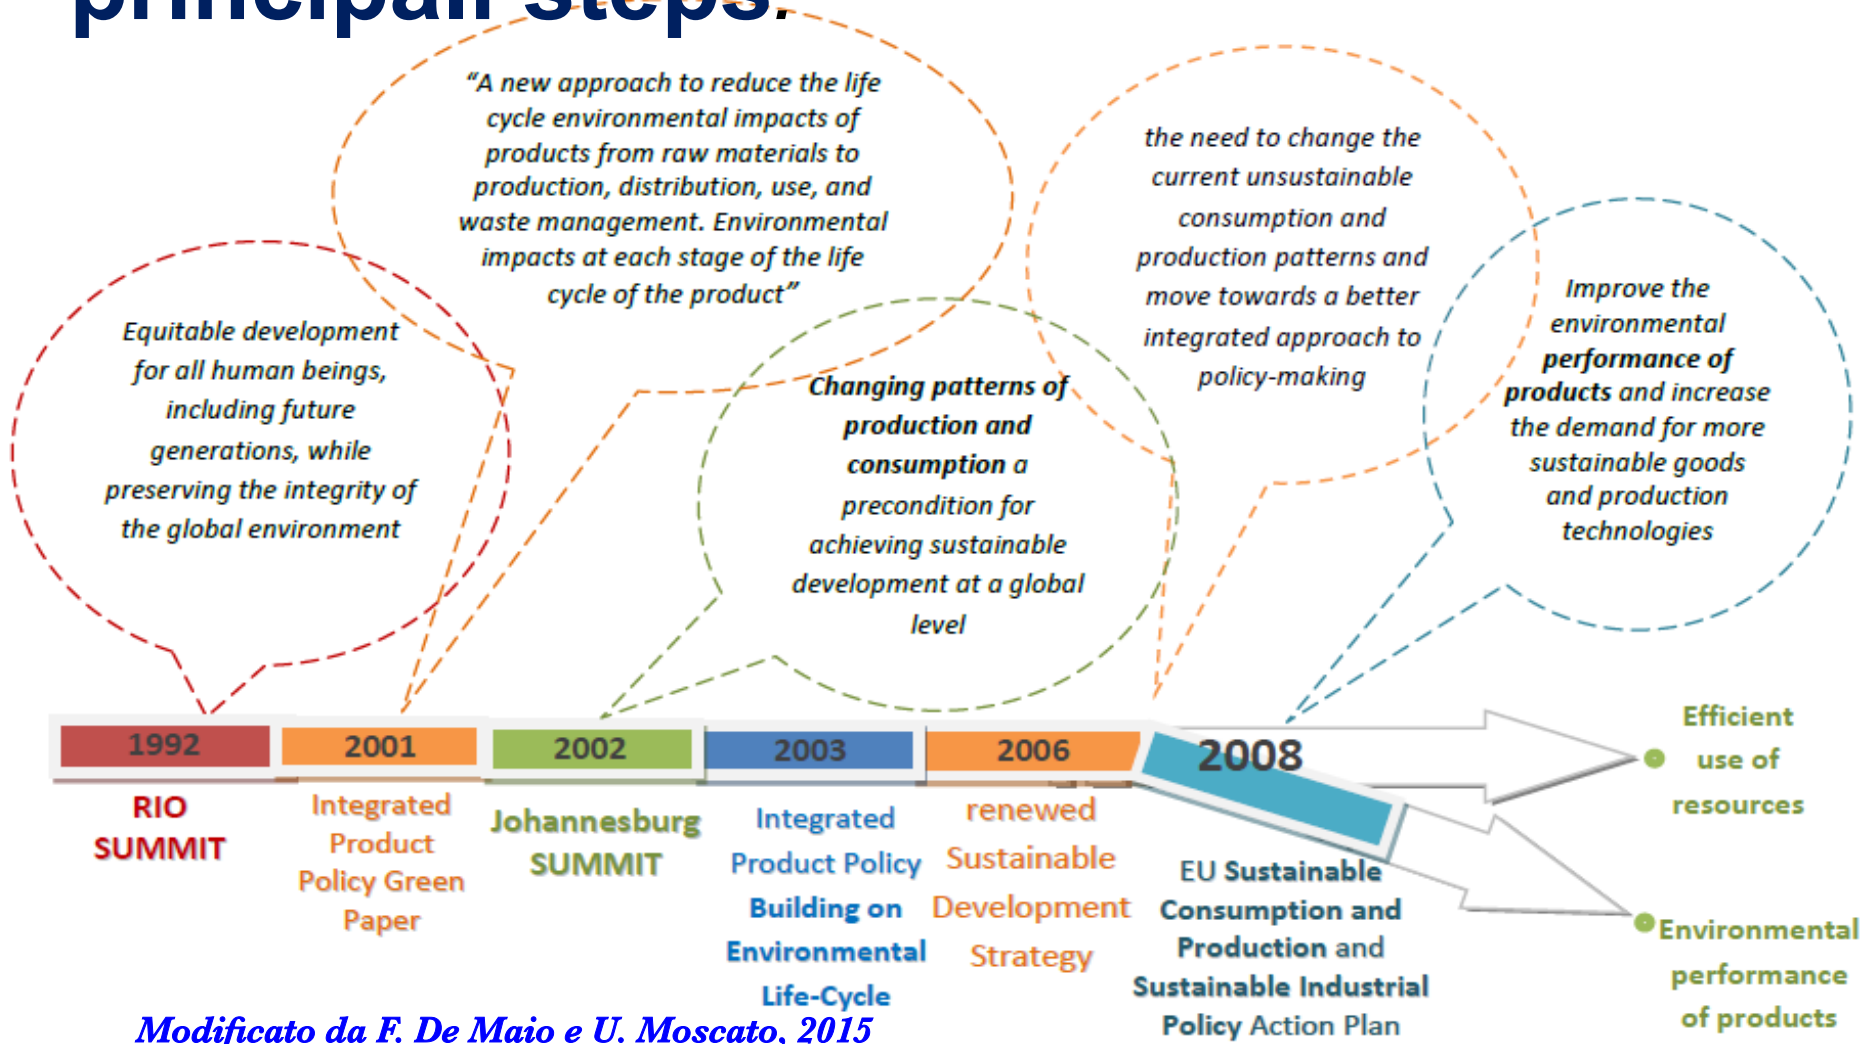 principali steps:
"A new approach to reduce the life
cycle environmental impacts of
products from raw materials to
production, distribution, use, and
waste management. Environmental
impacts at each stage of the life
cycle of the product"
the need to change the
current unsustainable
consumption and
production patterns and
move towards a better
integrated approach to
policy-making
Equitable development
for all human beings,
including future
generations, while
preserving the integrity of
the global environment
Changing patterns of
production and
consumption a
precondition for
achieving sustainable
development at a global
level
Improve the
environmental
performance of
products and increase
the demand for more
sustainable goods
and production
technologies
1992
RIO
SUMMIT
2001
Integrated
Product
Policy Green
Paper
2002
Johannesburg
SUMMIT
2003
Integrated
Product Policy
Building on
Environmental
Life-Cycle
2006
renewed
Sustainable
Development
Strategy
2008
EU Sustainable
Consumption and
Production and
Sustainable Industrial
Policy Action Plan
Efficient
use of
resources
Environmental
performance
of products
Modificato da F. De Maio e U. Moscato, 2015